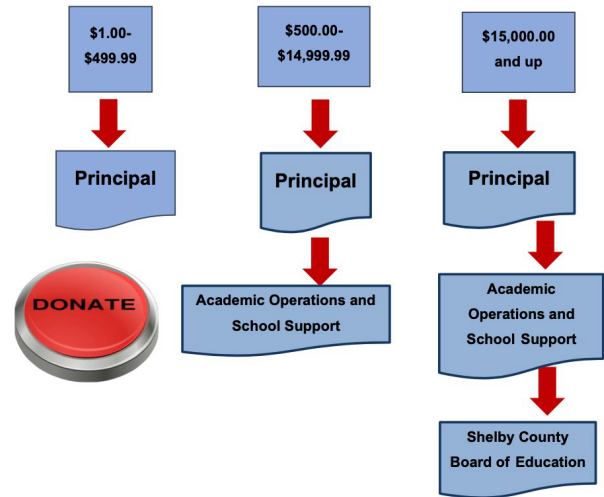 $1.00-
$499.99
$500.00-
$14,999.99
$15,000.00
and up
Principal
Principal
Principal
DONATE
Academic Operations and
School Support
Academic
Operations and
School Support
Shelby County
Board of Education